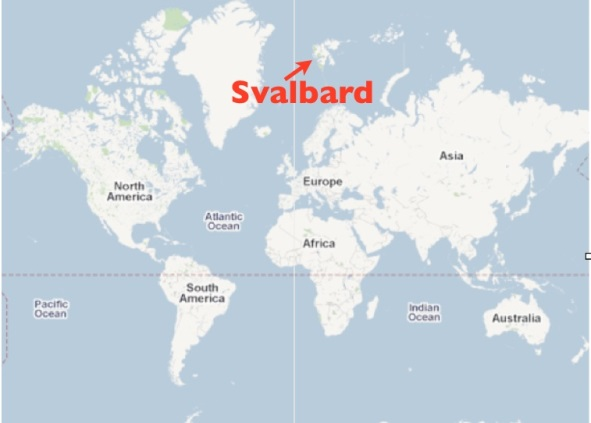 Svalbard
Asia
Europe
North
America
Atlantic
Ocean
Africa
South
America
Pacific
Ocean
Indian
Ocean
Australia